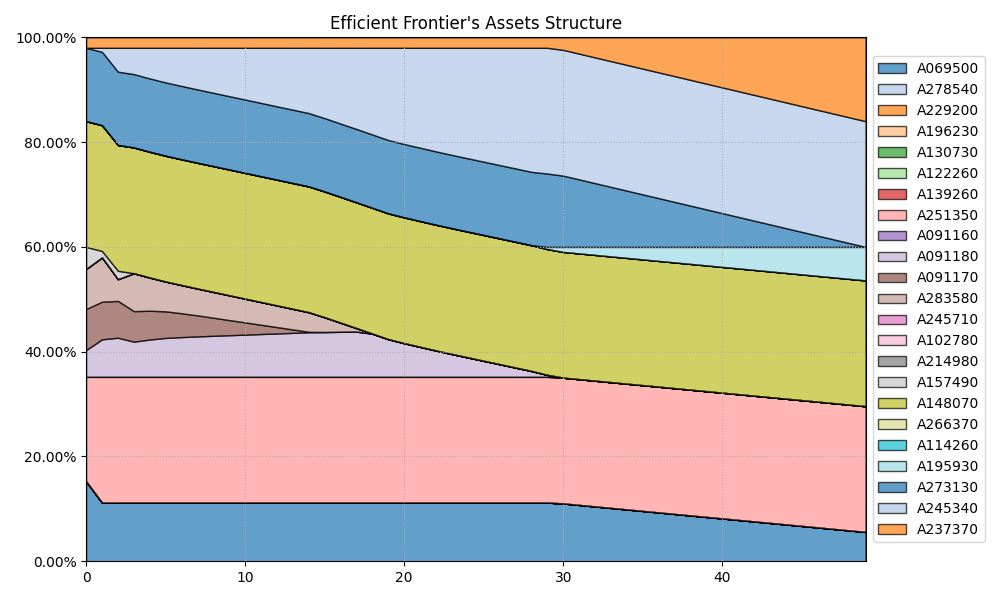 Efficient Frontier's Assets Structure
100.00%
80.00%
60.00%
40.00%
20.00%
0.00%
0
10
20
30
40
A069500
A278540
A229200
A196230
A130730
A122260
A139260
A251350
A091160
A091180
A091170
A283580
A245710
A102780
A214980
A157490
A148070
A266370
A114260
A195930
A273130
A245340
A237370